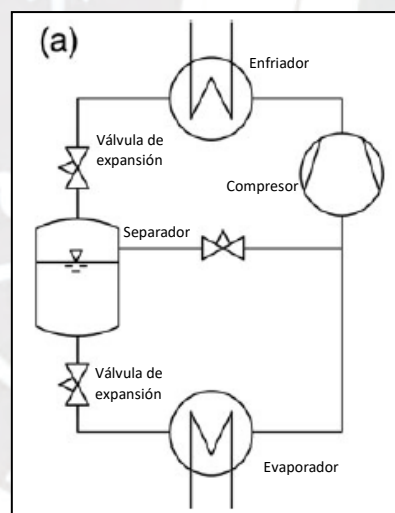 (a)
Enfriador
Válvula de
expansión
Compresor
Separador
Válvula de
expansión
Evaporador